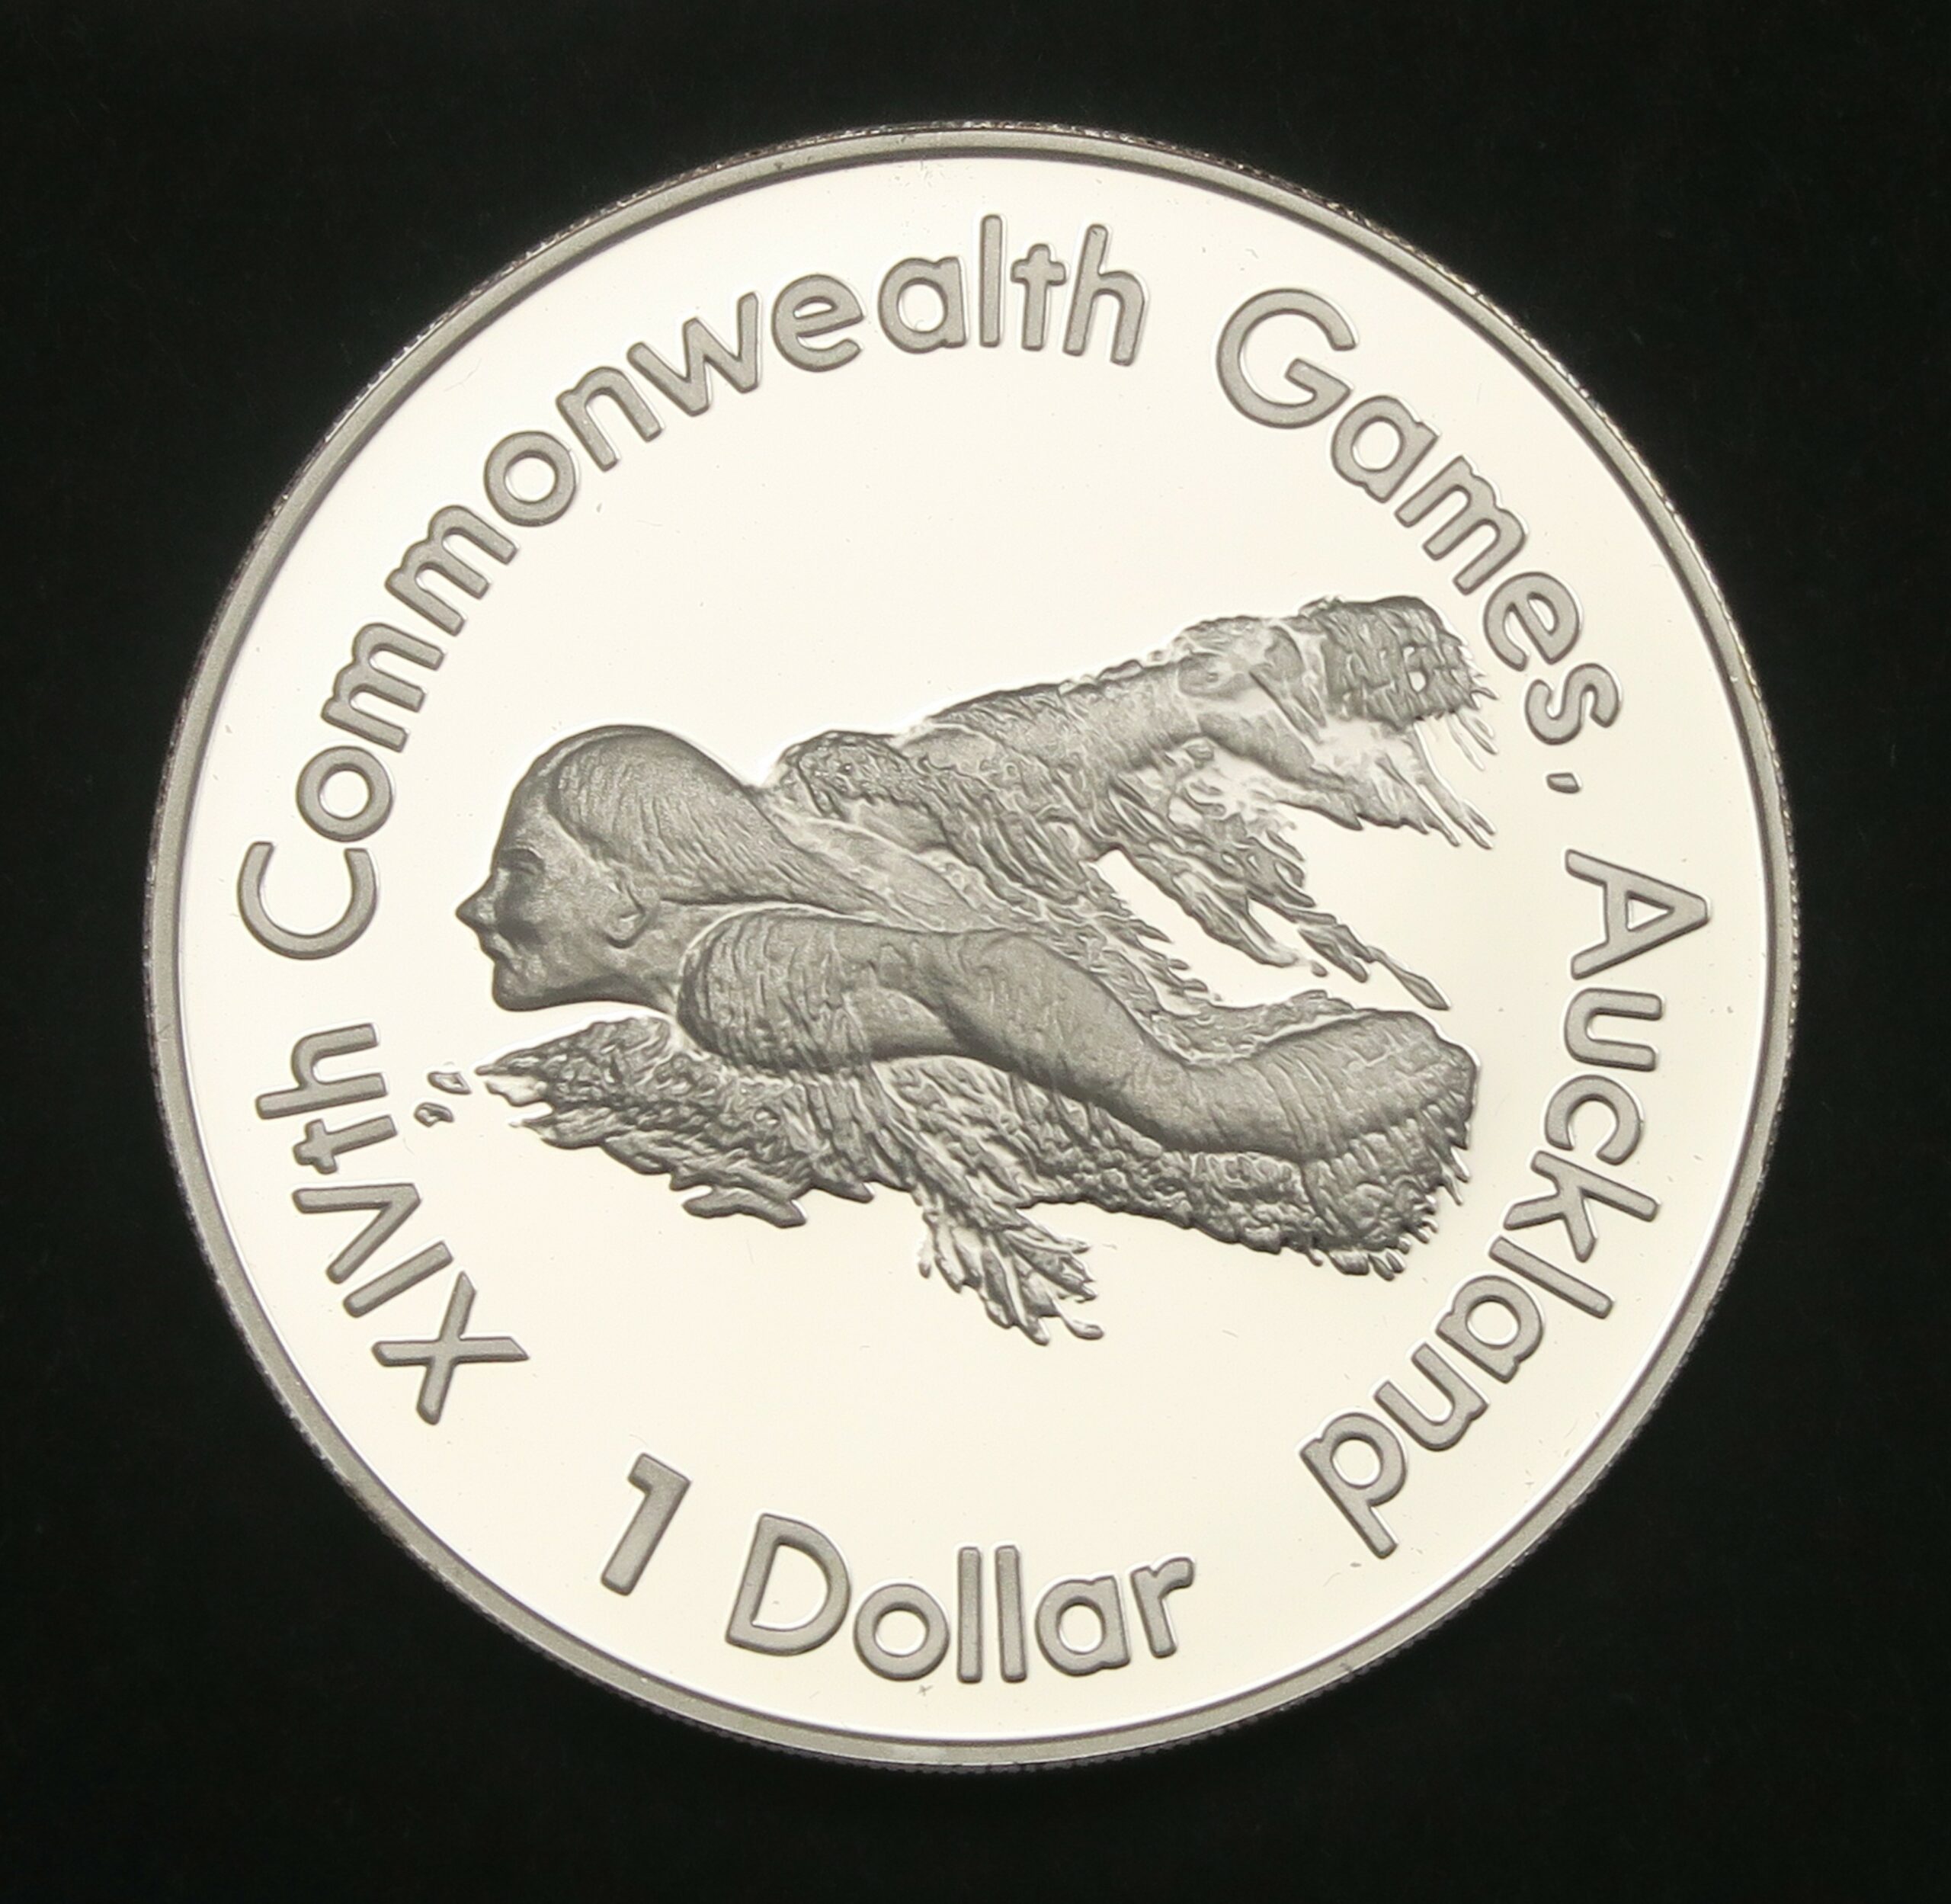 XIVth Commonwealth Games, Auckland
1 Dollar